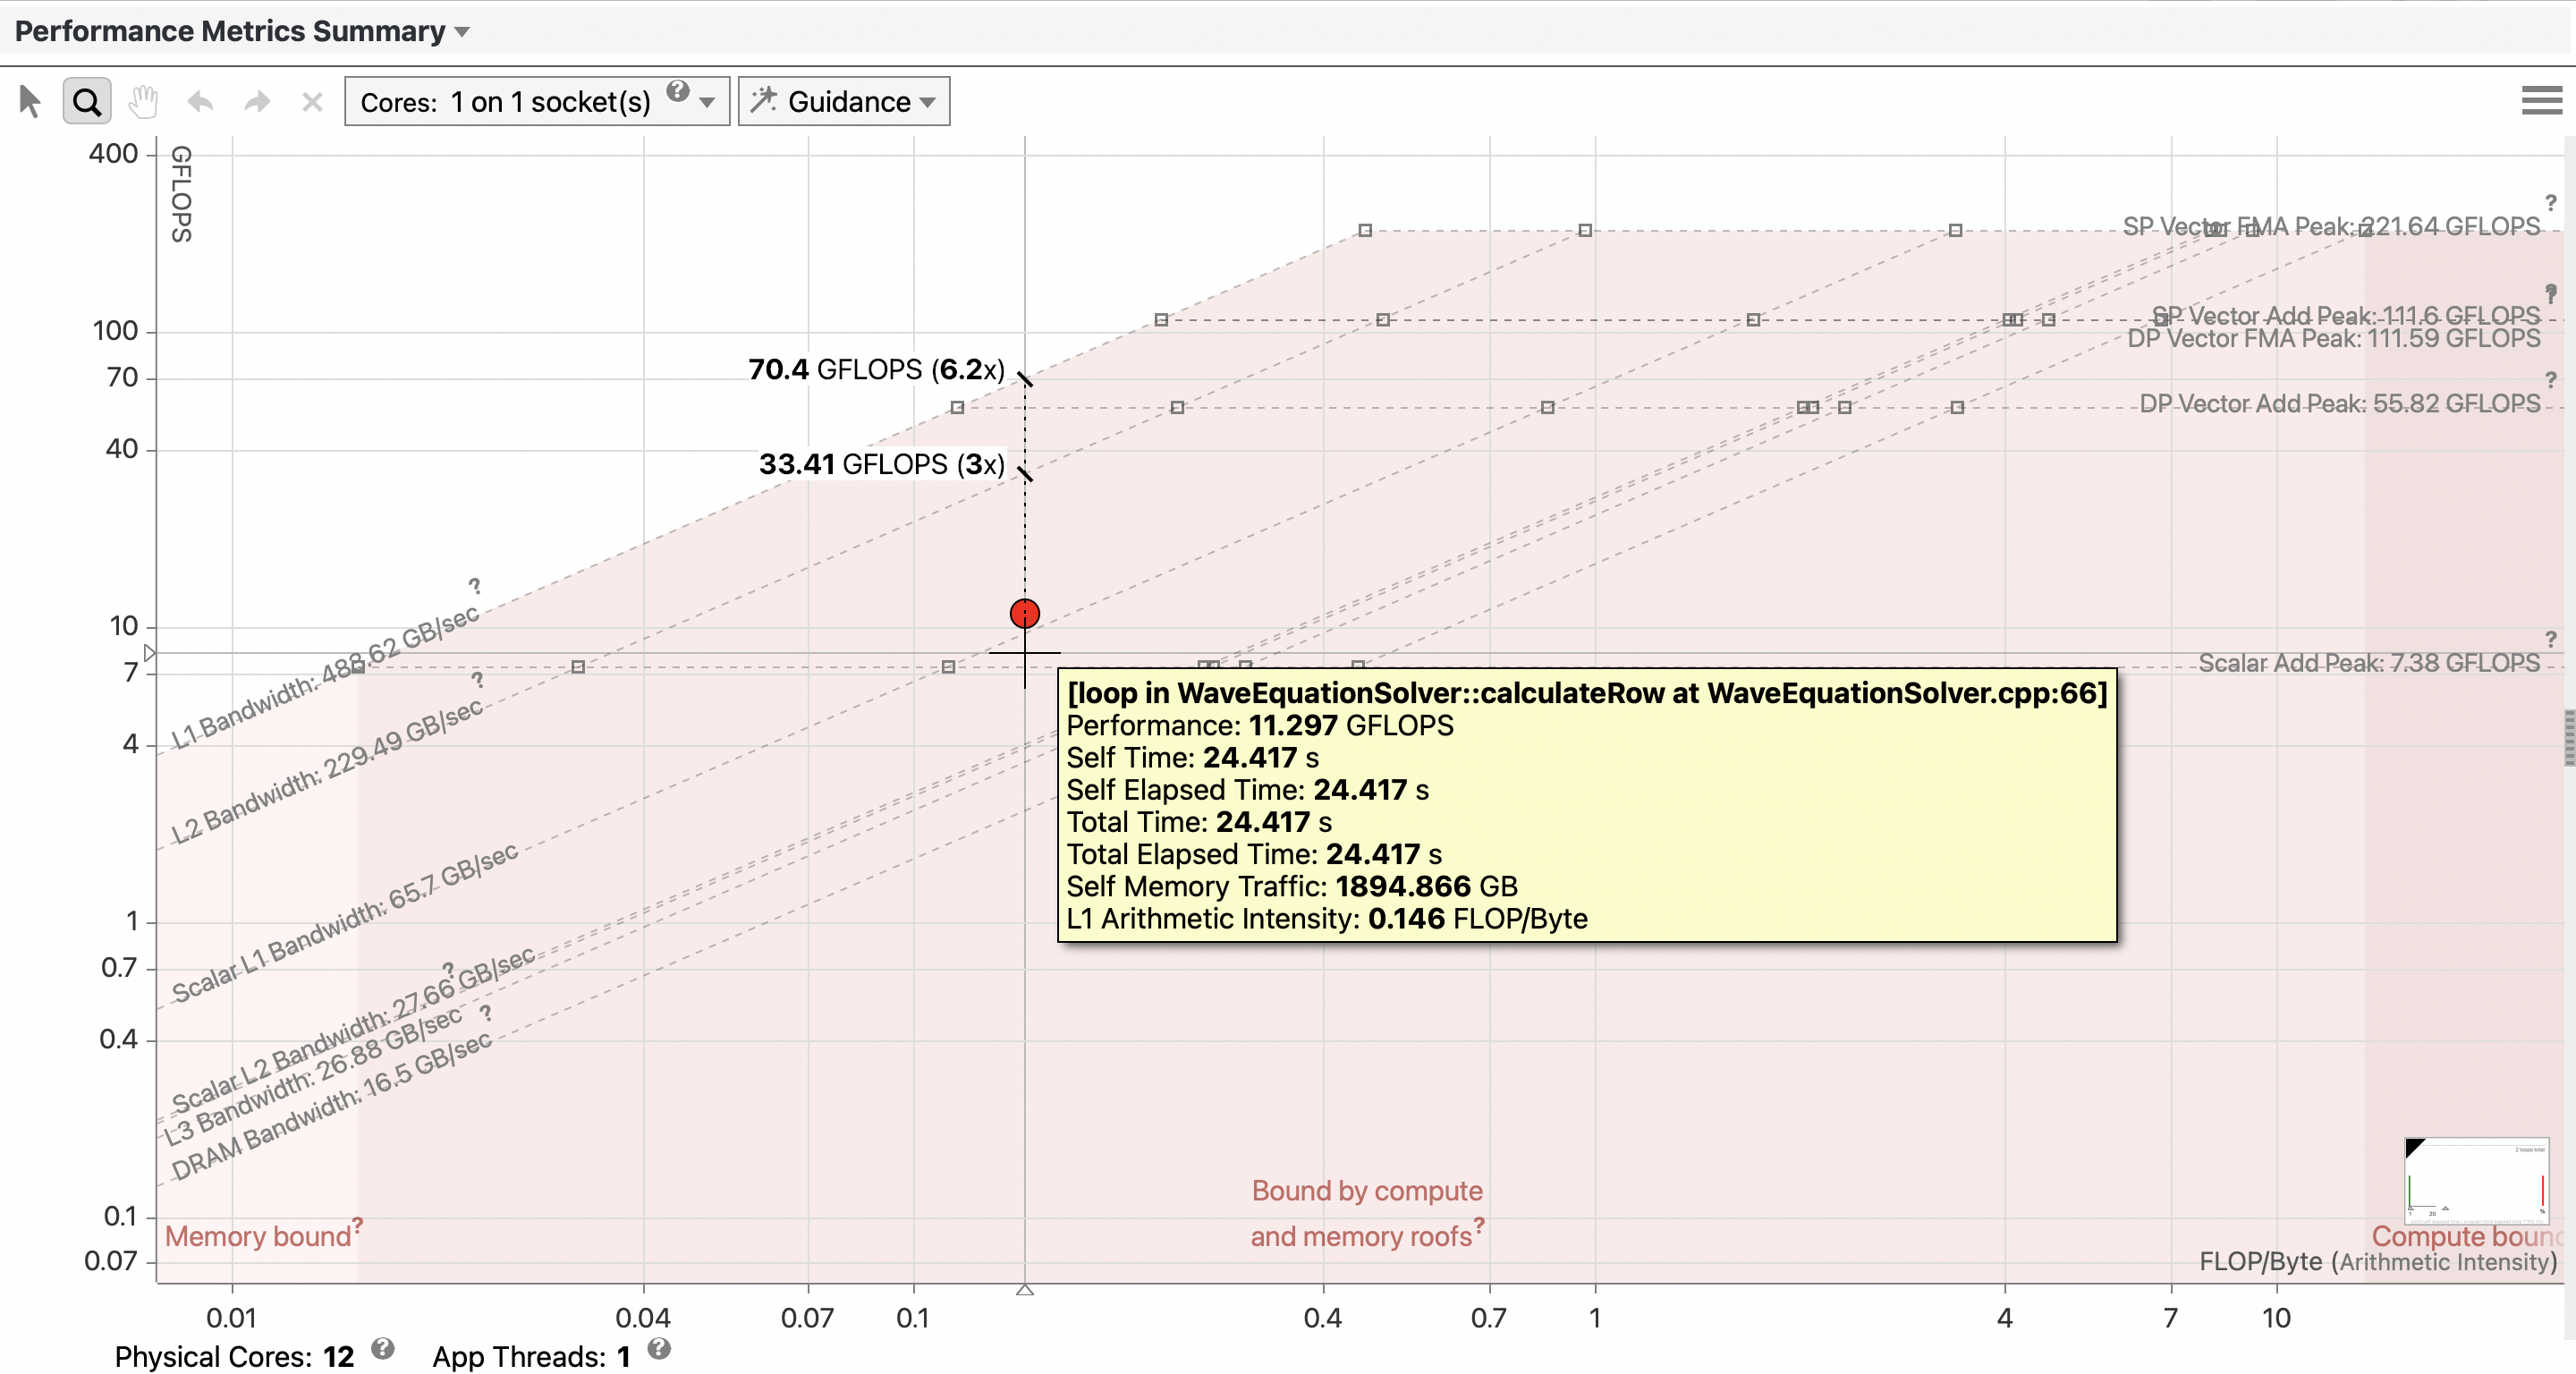 Performance Metrics Summary
Cores: 1 on 1 socket(s) ?
Guidance
GFLOPS
400
100
70
40
10
7
4
1
0.7
0.4
0.1
0.07
?
SP Vector FMA Peak: 221.64 GFLOPS
?
SP Vector Add Peak: 111.6 GFLOPS
DP Vector FMA Peak: 111.59 GFLOPS
?
DP Vector Add Peak: 55.82 GFLOPS
?
Scalar Add Peak: 7.38 GFLOPS
70.4 GFLOPS (6.2x)
33.41 GFLOPS (3x)
?
L1 Bandwidth: 488.62 GB/sec
?
L2 Bandwidth: 229.49 GB/sec
Scalar L1 Bandwidth: 65.7 GB/sec
?
Scalar L2 Bandwidth: 27.66 GB/sec
?
L3 Bandwidth: 26.88 GB/sec
DRAM Bandwidth: 16.5 GB/sec
[loop in WaveEquationSolver::calculateRow at WaveEquationSolver.cpp:66]
Performance: 11.297 GFLOPS
Self Time: 24.417 s
Self Elapsed Time: 24.417 s
Total Time: 24.417 s
Total Elapsed Time: 24.417 s
Self Memory Traffic: 1894.866 GB
L1 Arithmetic Intensity: 0.146 FLOP/Byte
Memory bound?
Bound by compute
and memory roofs?
2 loops total
1 20 %
Compute bound
FLOP/Byte (Arithmetic Intensity)
0.01 0.04 0.07 0.1 0.4 0.7 1 4 7 10
Physical Cores: 12 ? App Threads: 1 ?